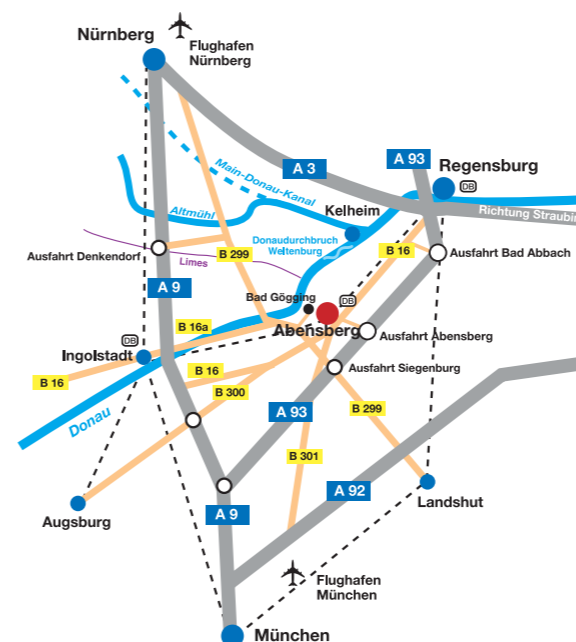 Nürnberg
Flughafen
Nürnberg
A 93
A 3
Regensburg
DB
Main-Donau-Kanal
Altmühl
Kelheim
Richtung Straubin
Donaudurchbruch
Weltenburg
Ausfahrt Denkendorf
Limes
B 299
B 16
Ausfahrt Bad Abbach
A 9
Bad Gögging
DB
B 16a
Abensberg
Ausfahrt Abensberg
DB
Ingolstadt
B 16
B 16
Ausfahrt Siegenburg
B 300
Donau
A 93
B 299
B 301
A 92
Landshut
Augsburg
A 9
Flughafen
München
München